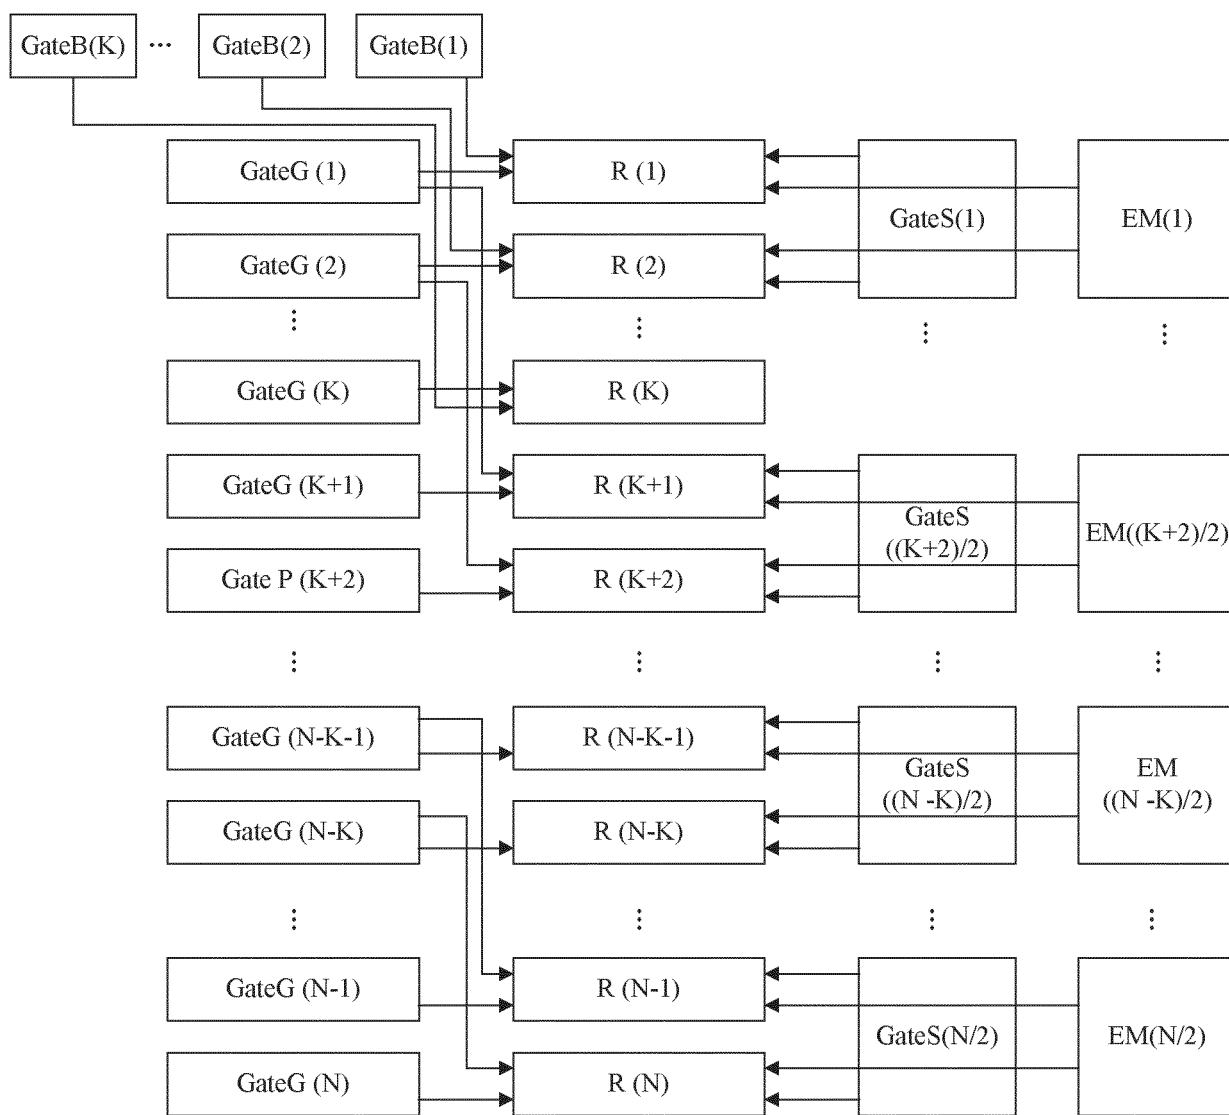 GateB(K) ... GateB(2) GateB(1)
GateG (1) R (1)
GateS(1) EM(1)
GateG (2) R (2)
GateG (K) R (K)
GateG (K+1) R (K+1)
GateS
((K+2)/2) EM((K+2)/2)
Gate P (K+2) R (K+2)
GateG (N-K-1) R (N-K-1)
GateS EM
((N -K)/2) ((N -K)/2)
GateG (N-K) R (N-K)
GateG (N-1) R (N-1)
GateS(N/2) EM(N/2)
GateG (N) R (N)